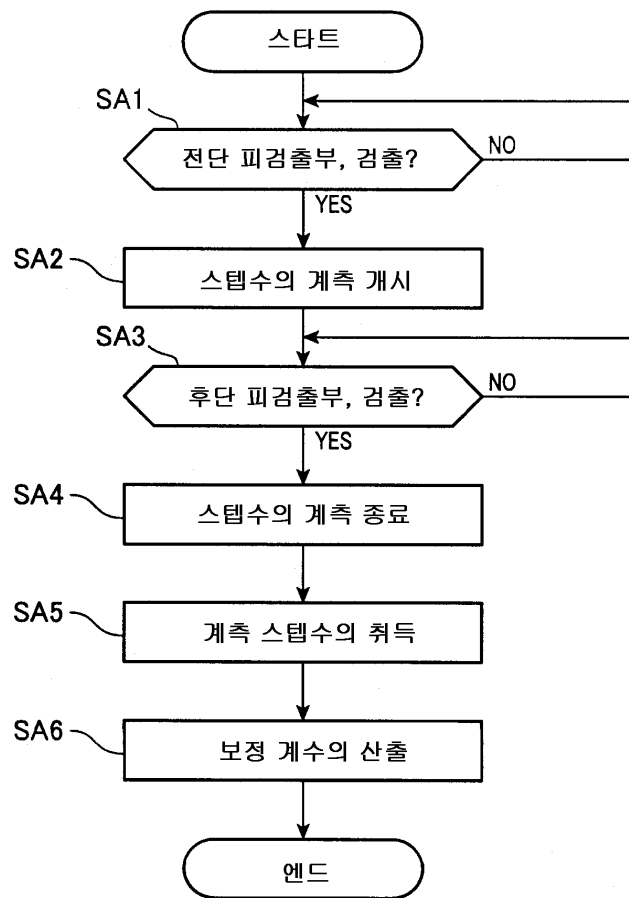 스타트
SA1
전단 피검출부, 검출?
NO
YES
SA2
스텝수의 계측 개시
SA3
후단 피검출부, 검출?
NO
YES
SA4
스텝수의 계측 종료
SA5
계측 스텝수의 취득
SA6
보정 계수의 산출
엔드